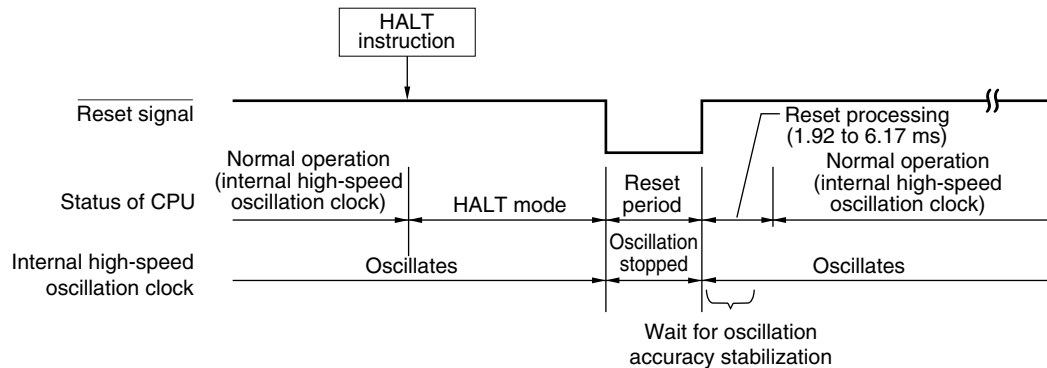 HALT
instruction
Reset signal
Reset processing
(1.92 to 6.17 ms)
Status of CPU
Normal operation
(internal high-speed
oscillation clock)
HALT mode
Reset
period
Normal operation
(internal high-speed
oscillation clock)
Internal high-speed
oscillation clock
Oscillates
Oscillation
stopped
Oscillates
Wait for oscillation
accuracy stabilization